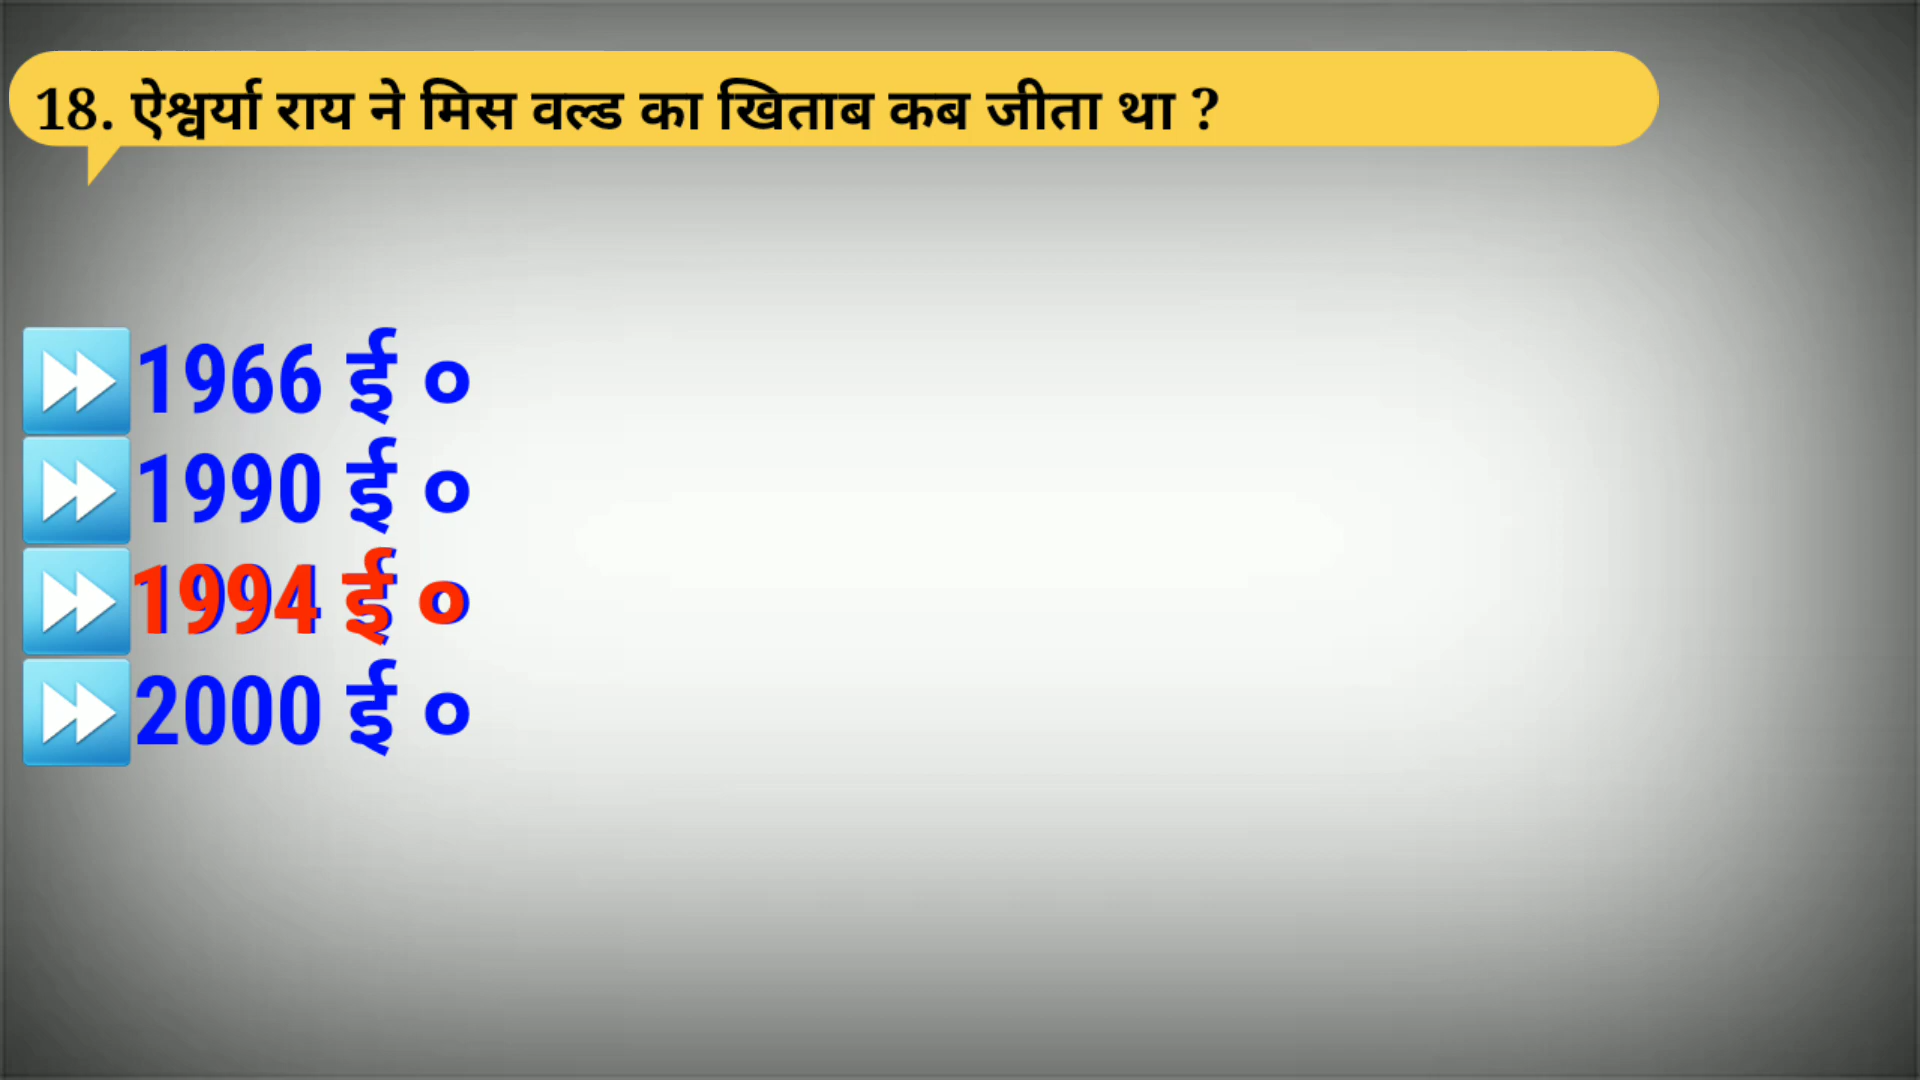 18. ऐश्वर्या राय ने मिस वल्ड का खिताब कब जीता था ?
⏩1966 ई ०
⏩1990 ई ०
⏩1994 ई ०
⏩2000 ई ०